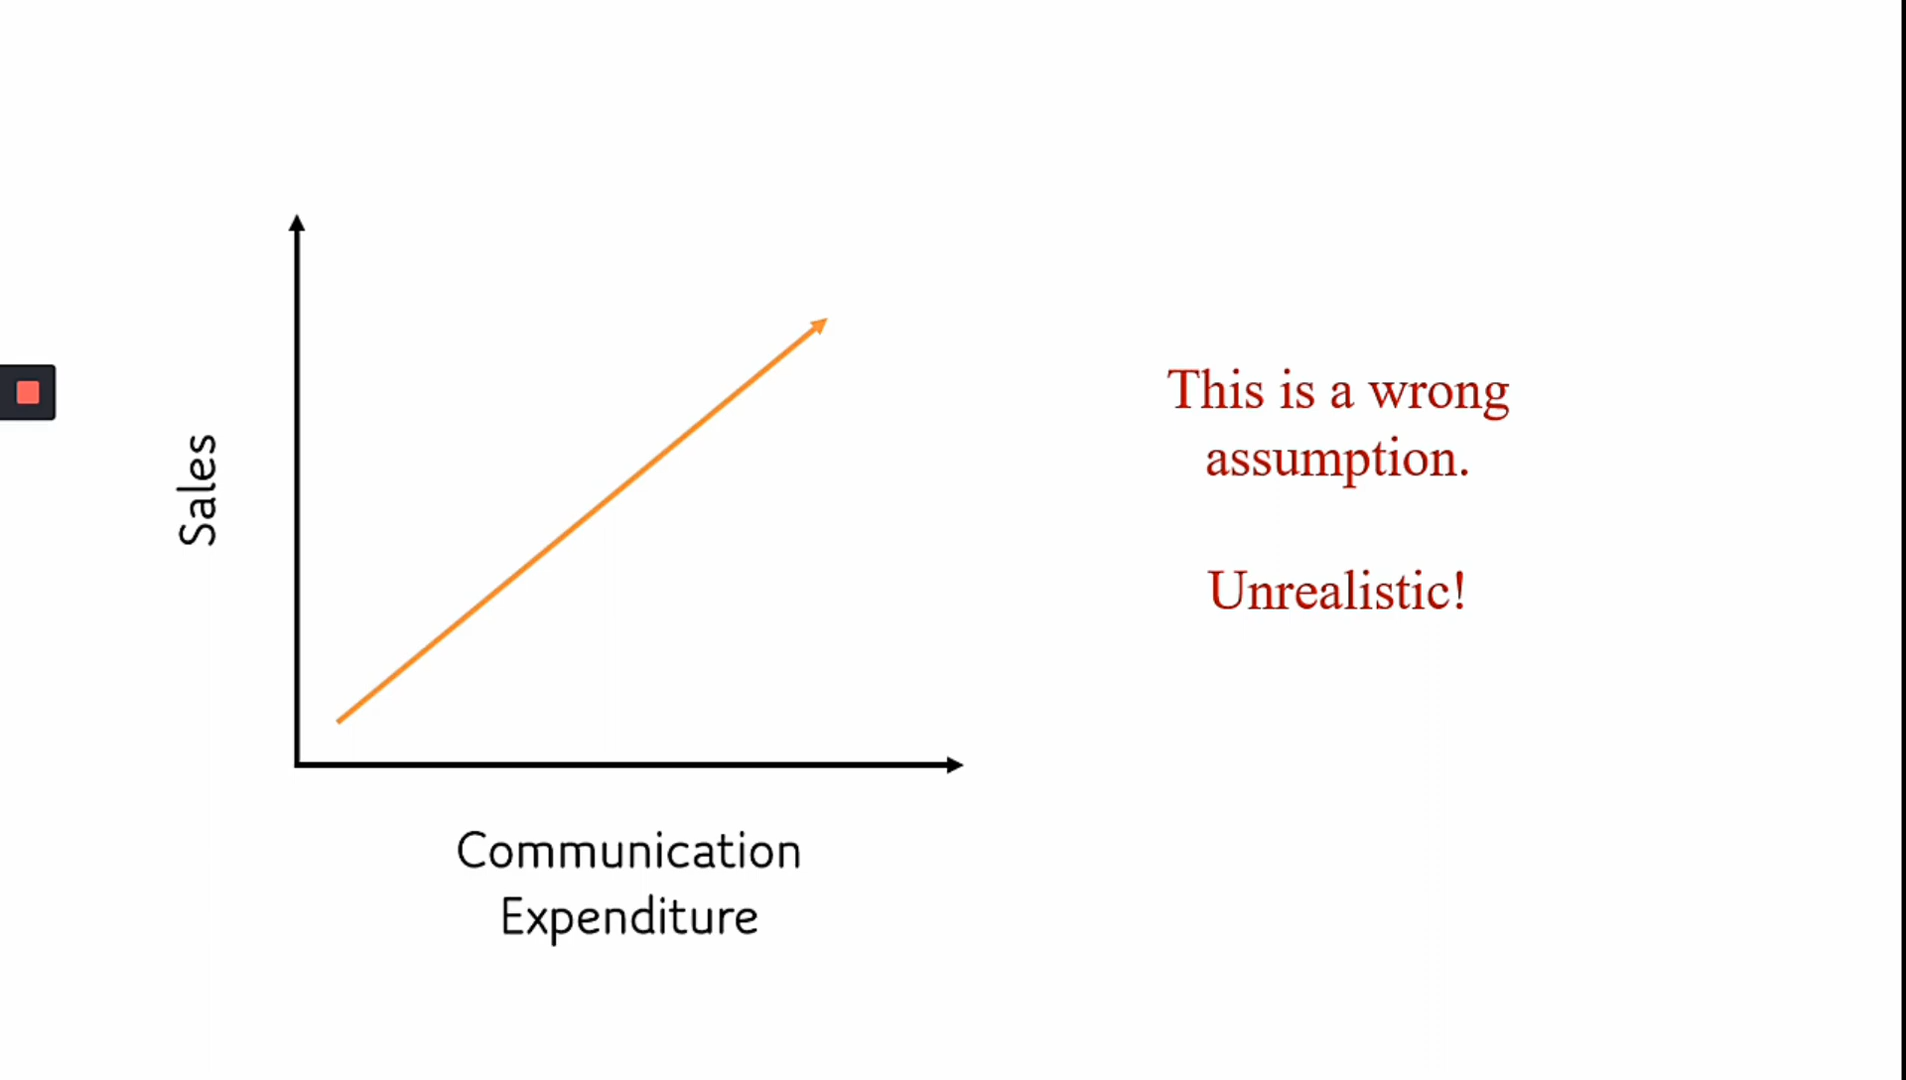 Sales
Communication
Expenditure
This is a wrong
assumption.
Unrealistic!